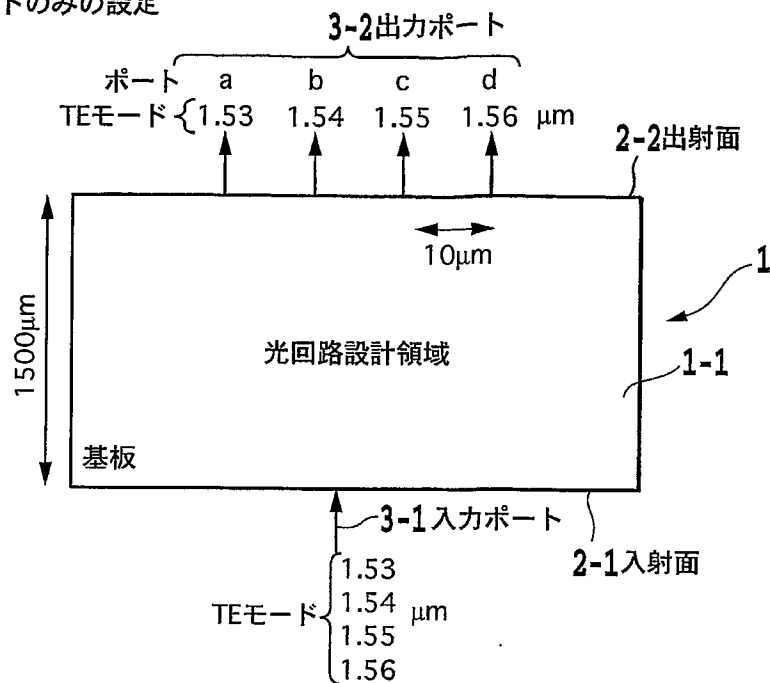 ドのみの設定
3-2出力ポート
ポート a b c d
TEモード{1.53 1.54 1.55 1.56 μm
2-2出射面
10μm
1
1500μm
光回路設計領域
1-1
基板
3-1入力ポート
2-1入射面
1.53
TEモード{1.54 μm
1.55
1.56